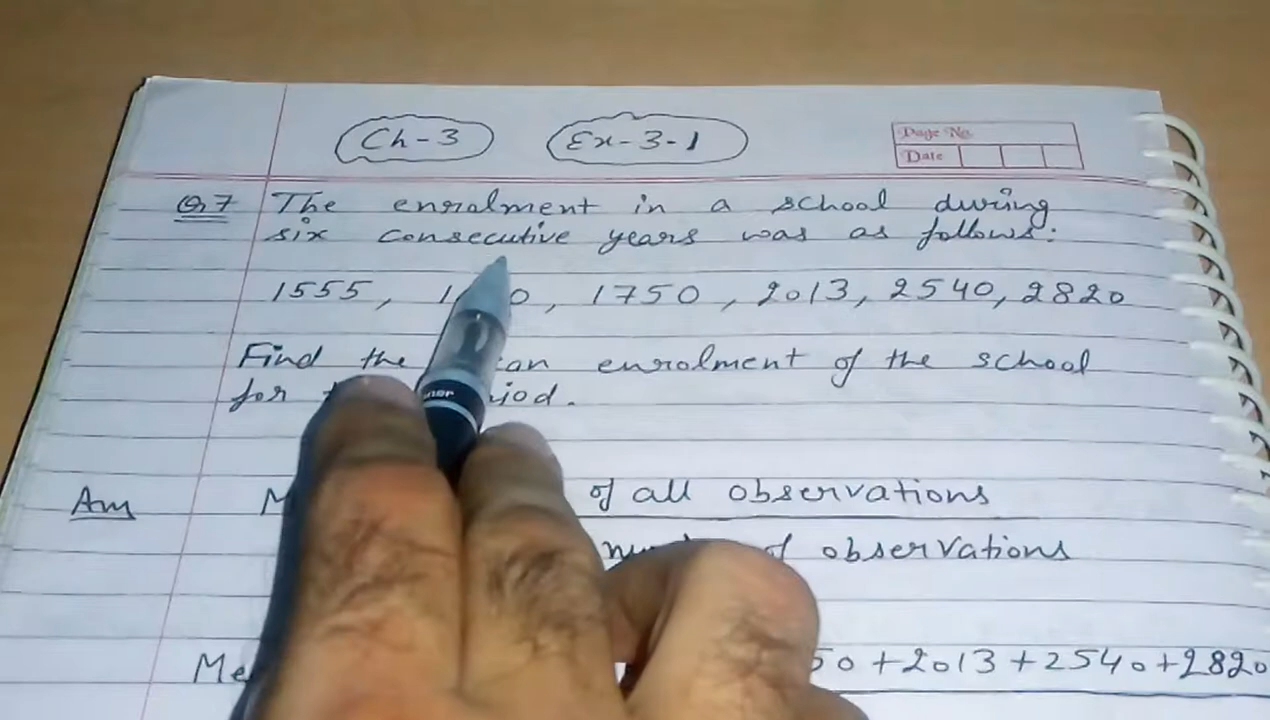 Ch-3 Ex-3.1
Page No.
Date
Q7 The enrolment in a school during
six consecutive years was as follows:
1555, 1750, 2013, 2540, 2820
Find the enrolment of the school
for
Ans of all observations
of observations
+2013+2540+2820